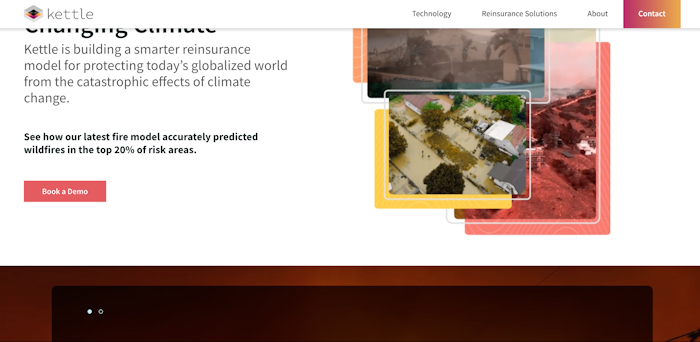 kettle
Technology
Reinsurance Solutions
About
Contact
Changing Climate
Kettle is building a smarter reinsurance
model for protecting today's globalized world
from the catastrophic effects of climate
change.
See how our latest fire model accurately predicted
wildfires in the top 20% of risk areas.
Book a Demo